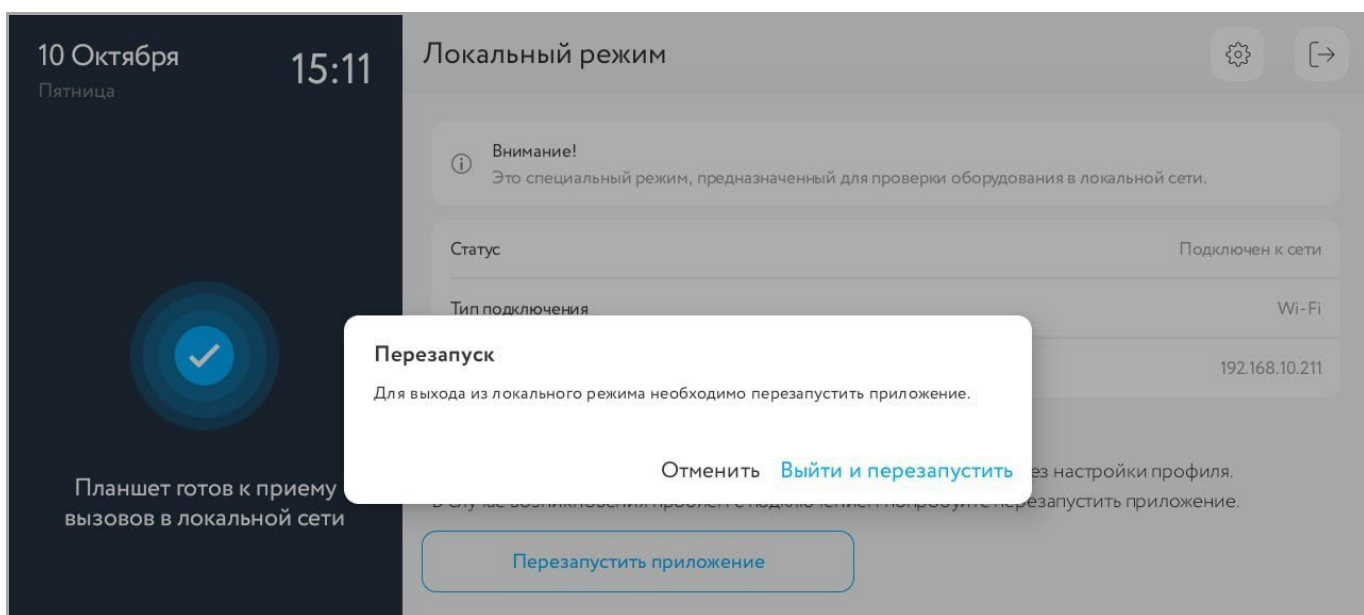 10 Октября
15:11
Пятница
Планшет готов к приему
вызовов в локальной сети
Локальный режим
Внимание!
Это специальный режим, предназначенный для проверки оборудования в локальной сети.
Статус
Подключен к сети
Тип подключения
Wi-Fi
192.168.10.211
Перезапуск
Для выхода из локального режима необходимо перезапустить приложение.
Отменить
Выйти и перезапустить
настройки профиля.
перезапустить приложение.
Перезапустить приложение